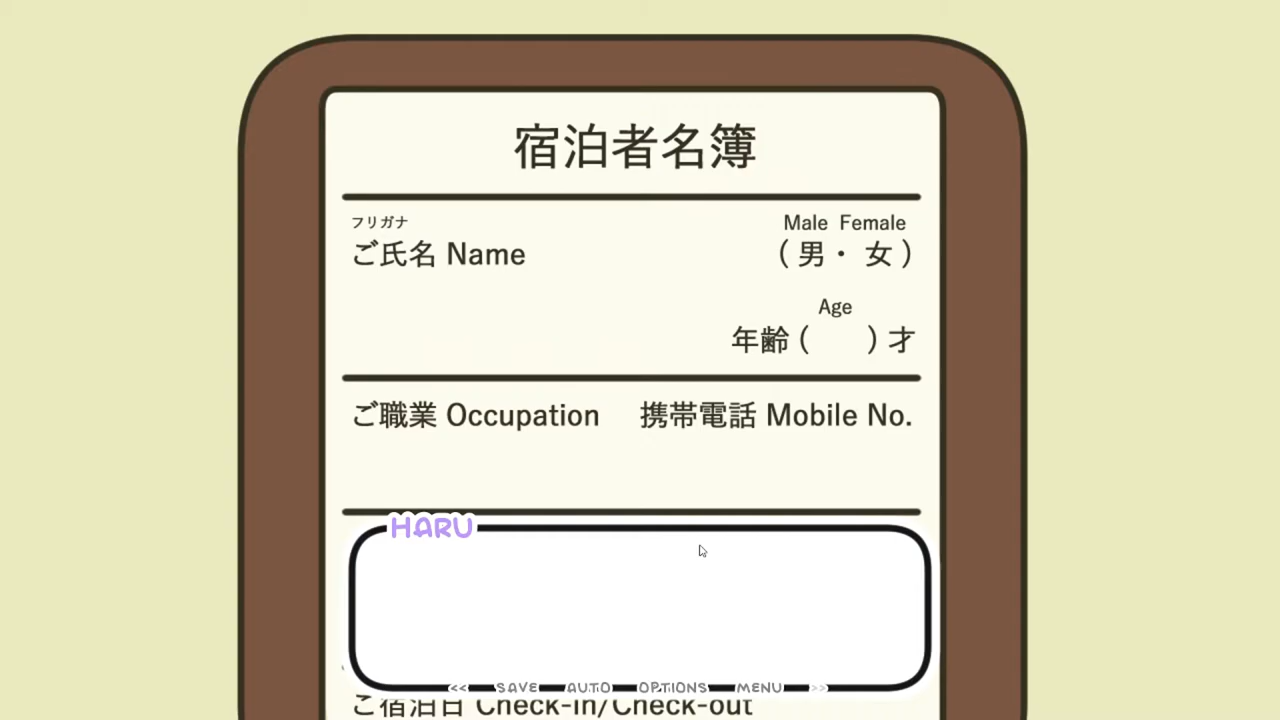 宿泊者名簿
フリガナ
Male Female
ご氏名 Name
(男・女)
Age
年齢( )才
ご職業 Occupation 携帯電話 Mobile No.
HARU
<< SAVE AUTO OPTIONS MENU >>
ご宿泊日 Check-in/Check-out